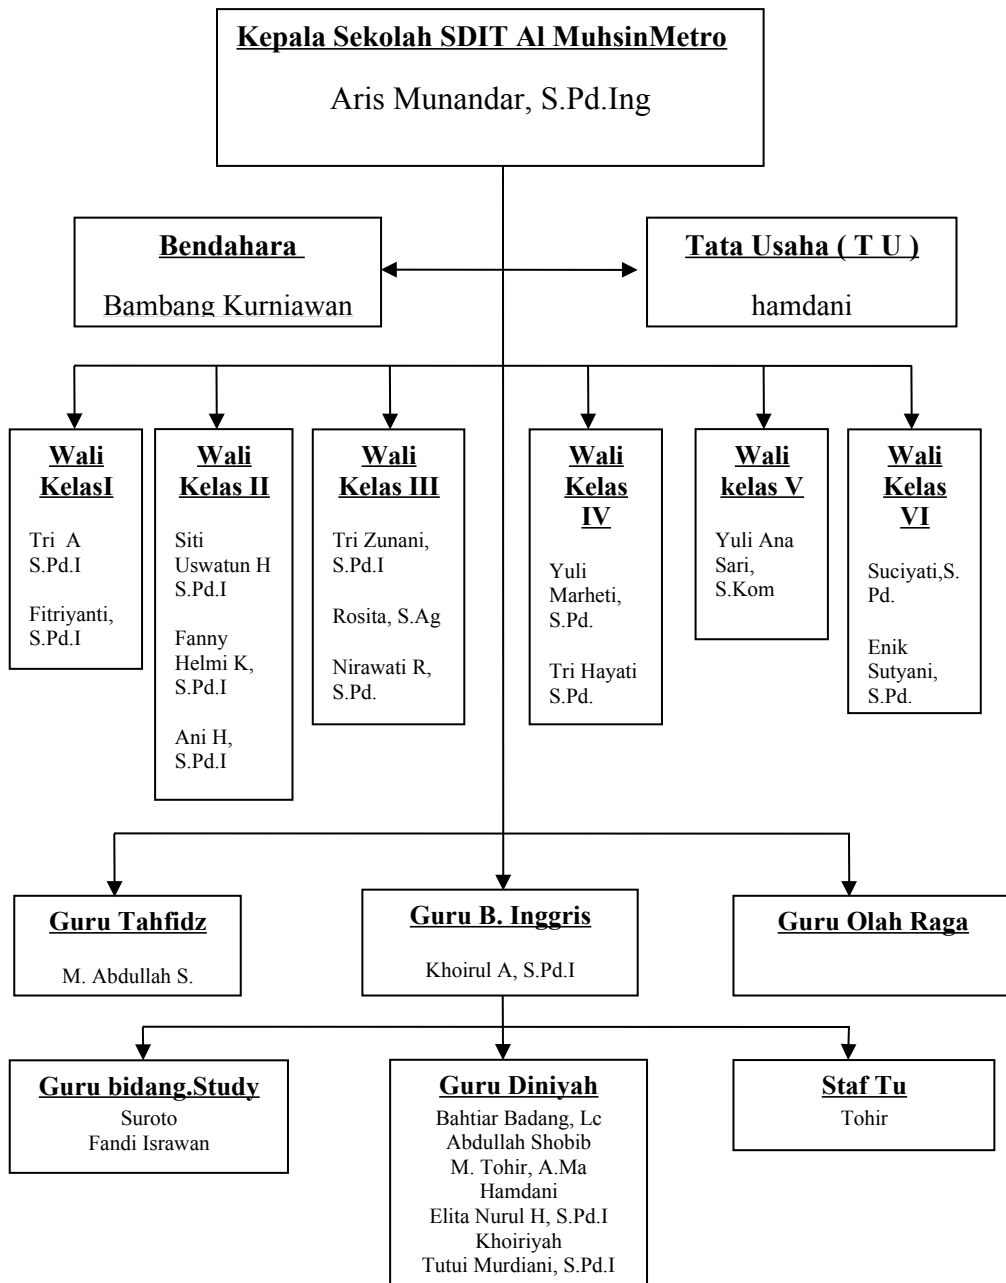 Kepala Sekolah SDIT Al MuhsinMetro
Aris Munandar, S.Pd.Ing
Bendahara
Bambang Kurniawan
Tata Usaha ( T U )
hamdani
Wali
KelasI
Tri A
S.Pd.I
Fitriyanti,
S.Pd.I
Wali
Kelas II
Siti
Uswatun H
S.Pd.I
Fanny
Helmi K,
S.Pd.I
Ani H,
S.Pd.I
Wali
Kelas III
Tri Zunani,
S.Pd.I
Rosita, S.Ag
Nirawati R,
S.Pd.
Wali
Kelas
IV
Yuli
Marheti,
S.Pd.
Tri Hayati
S.Pd.
Wali
kelas V
Yuli Ana
Sari,
S.Kom
Wali
Kelas
VI
Suciyati,S.
Pd.
Enik
Sutyani,
S.Pd.
Guru Tahfidz
M. Abdullah S.
Guru B. Inggris
Khoirul A, S.Pd.I
Guru Olah Raga
Guru bidang.Study
Suroto
Fandi Israwan
Guru Diniyah
Bahtiar Badang, Lc
Abdullah Shobib
M. Tohir, A.Ma
Hamdani
Elita Nurul H, S.Pd.I
Khoiriyah
Tutui Murdiani, S.Pd.I
Staf Tu
Tohir